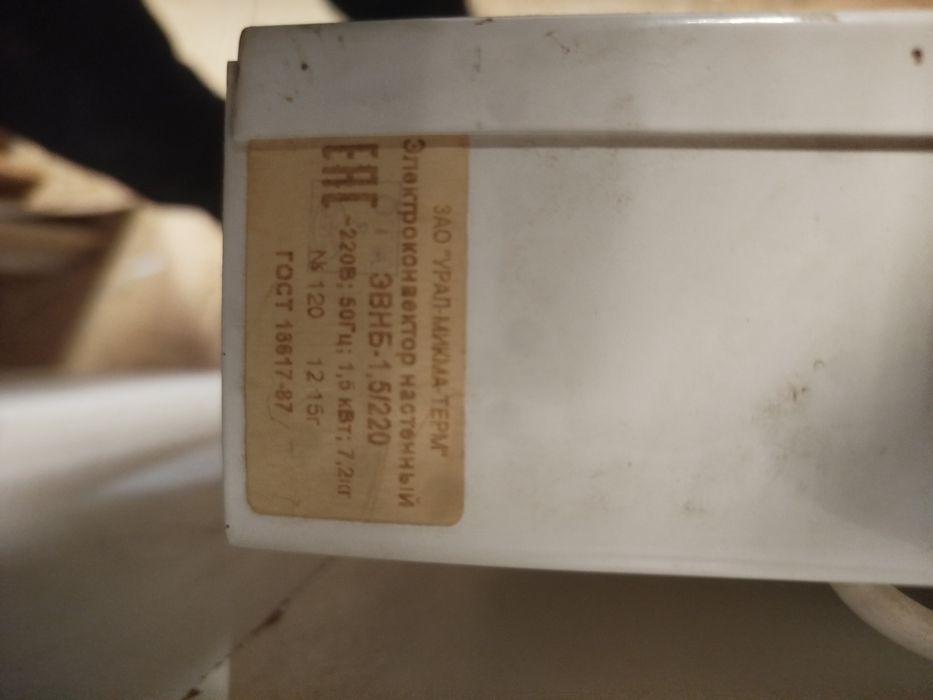 ЗАО "УРАЛ-МИКМА-ТЕРМ"
Электроконвектор настенный
ЭВНБ-1,5/220
EAC ~220В; 50Гц; 1,5 кВт; 7,2кг
№ 120 12 15г
ГОСТ 16617-87